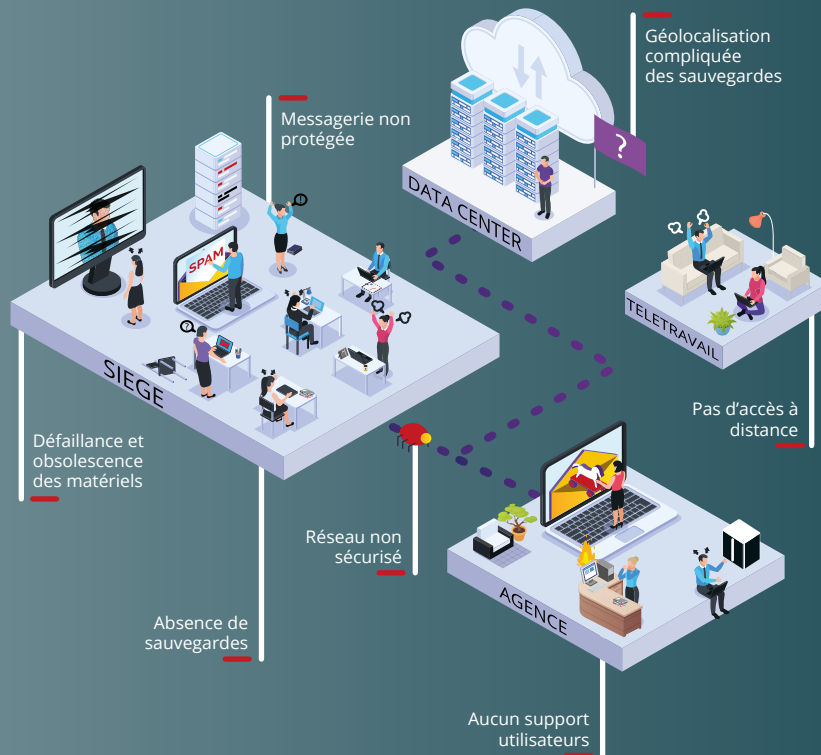 Géolocalisation
compliquée
des sauvegardes
Messagerie non
protégée
?
DATA CENTER
SPAM
TELETRAVAIL
SIEGE
Pas d’accès à
distance
Défaillance et
obsolescence
des matériels
Réseau non
sécurisé
AGENCE
Absence de
sauvegardes
Aucun support
utilisateurs